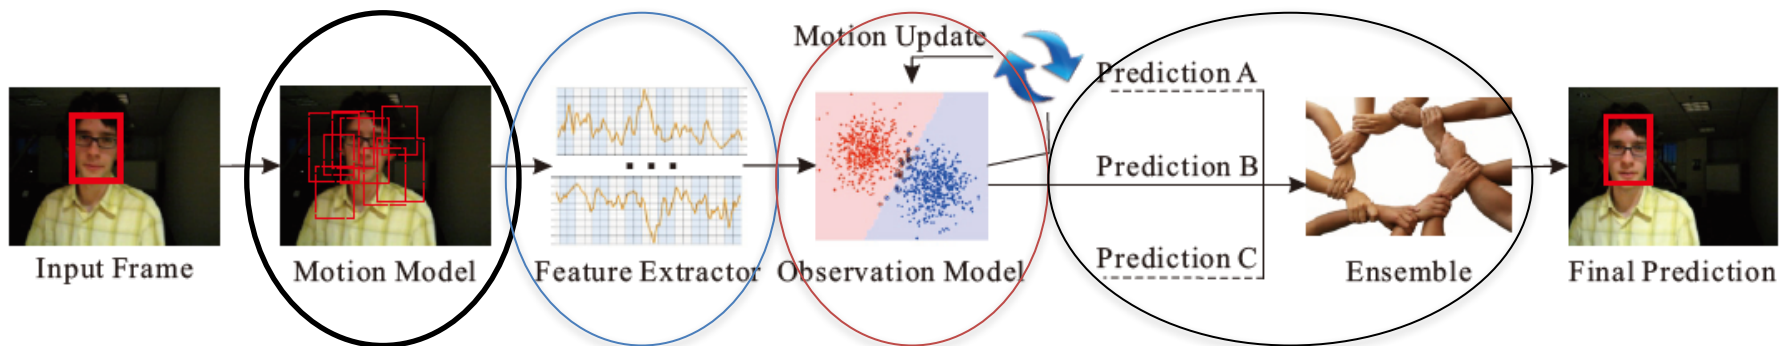 Input Frame
Motion Model
Feature Extractor
Motion Update
Observation Model
Prediction A
Prediction B
Prediction C
Ensemble
Final Prediction